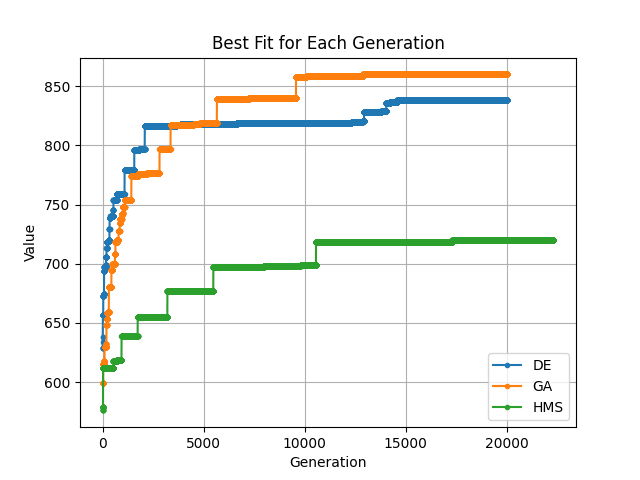 Best Fit for Each Generation
Value
850
800
750
700
650
600
0
5000
10000
15000
20000
Generation
DE
GA
HMS